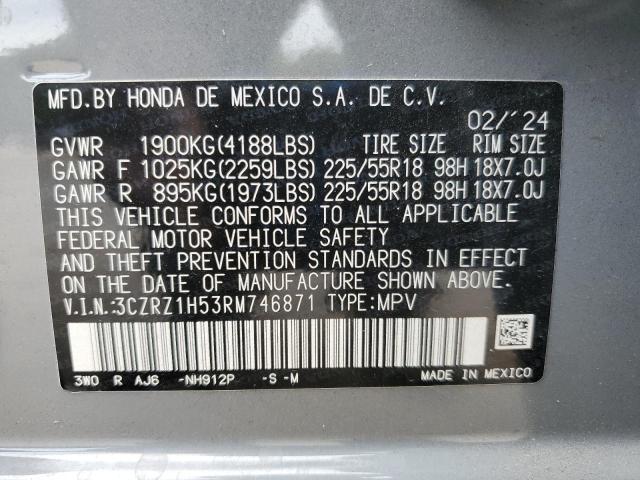 MFD.BY HONDA DE MEXICO S.A. DE C.V.
02/´24
GVWR 1900KG(4188LBS) TIRE SIZE RIM SIZE
GAWR F 1025KG(2259LBS) 225/55R18 98H 18X7.0J
GAWR R 895KG(1973LBS) 225/55R18 98H 18X7.0J
THIS VEHICLE CONFORMS TO ALL APPLICABLE
FEDERAL MOTOR VEHICLE SAFETY
AND THEFT PREVENTION STANDARDS IN EFFECT
ON THE DATE OF MANUFACTURE SHOWN ABOVE.
V.I.N.:3CZRZ1H53RM746871 TYPE:MPV
3WO R AJ6 -NH912P -S-M
MADE IN MEXICO